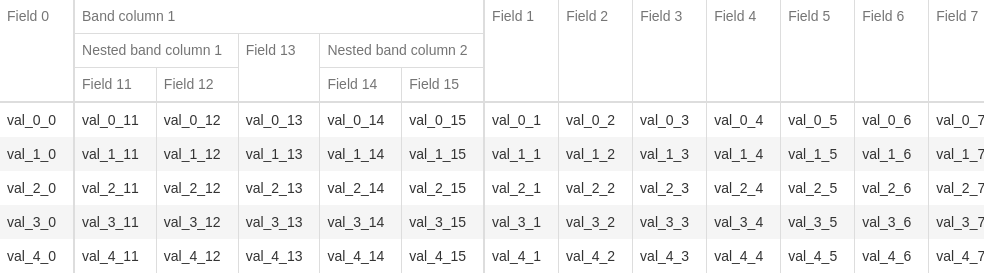 Field 0 Band column 1 Field 1 Field 2 Field 3 Field 4 Field 5 Field 6 Field 7
Nested band column 1 Field 13 Nested band column 2
Field 11 Field 12 Field 14 Field 15
val_0_0 val_0_11 val_0_12 val_0_13 val_0_14 val_0_15 val_0_1 val_0_2 val_0_3 val_0_4 val_0_5 val_0_6 val_0_7
val_1_0 val_1_11 val_1_12 val_1_13 val_1_14 val_1_15 val_1_1 val_1_2 val_1_3 val_1_4 val_1_5 val_1_6 val_1_7
val_2_0 val_2_11 val_2_12 val_2_13 val_2_14 val_2_15 val_2_1 val_2_2 val_2_3 val_2_4 val_2_5 val_2_6 val_2_7
val_3_0 val_3_11 val_3_12 val_3_13 val_3_14 val_3_15 val_3_1 val_3_2 val_3_3 val_3_4 val_3_5 val_3_6 val_3_7
val_4_0 val_4_11 val_4_12 val_4_13 val_4_14 val_4_15 val_4_1 val_4_2 val_4_3 val_4_4 val_4_5 val_4_6 val_4_7